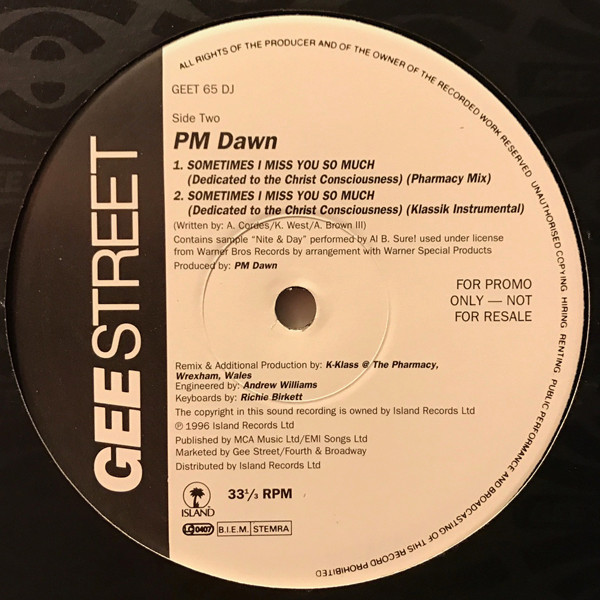 ALL RIGHTS OF THE PRODUCER AND OF THE OWNER OF THE RECORDED WORK RESERVED UNAUTHORISED COPYING HIRING RENTING PUBLIC PERFORMANCE AND BROADCASTING OF THIS RECORD PROHIBITED
GEESTREET
GEET 65 DJ
Side Two
PM Dawn
1. SOMETIMES I MISS YOU SO MUCH
(Dedicated to the Christ Consciousness) (Pharmacy Mix)
2. SOMETIMES I MISS YOU SO MUCH
(Dedicated to the Christ Consciousness) (Klassik Instrumental)
(Written by: A. Cordes/K. West/A. Brown III)
Contains sample "Nite & Day" performed by Al B. Sure! used under license
from Warner Bros Records by arrangement with Warner Special Products
Produced by: PM Dawn
FOR PROMO
ONLY — NOT
FOR RESALE
Remix & Additional Production by: K-Klass @ The Pharmacy,
Wrexham, Wales
Engineered by: Andrew Williams
Keyboards by: Richie Birkett
The copyright in this sound recording is owned by Island Records Ltd
℗ 1996 Island Records Ltd
Published by MCA Music Ltd/EMI Songs Ltd
Marketed by Gee Street/Fourth & Broadway
Distributed by Island Records Ltd
ISLAND
33⅓ RPM
LC 0407 B.I.E.M. STEMRA